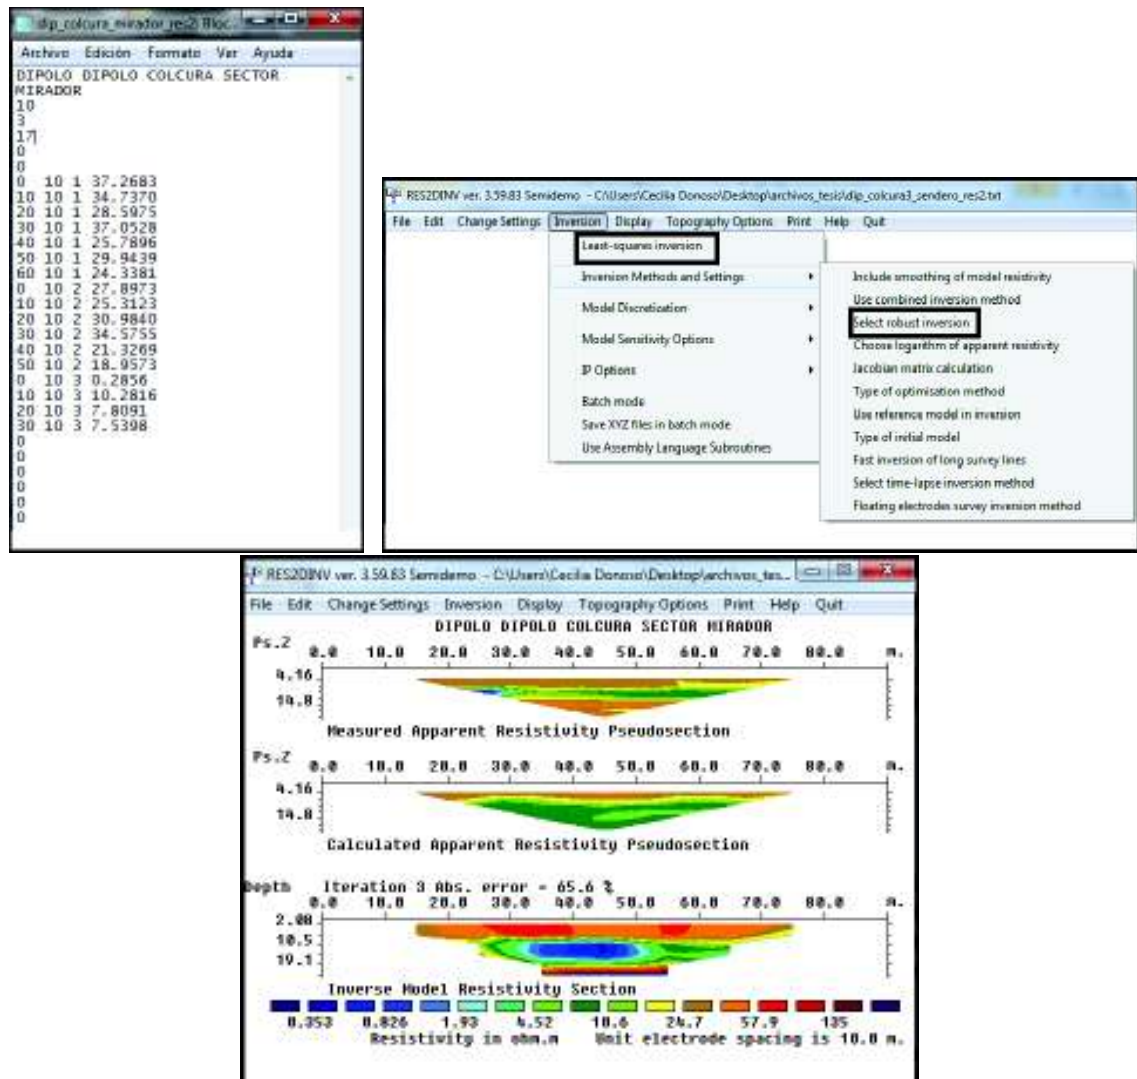 dip_colcura_mirador_res2: Bloc...
Archivo Edición Formato Ver Ayuda
DIPOLO DIPOLO COLCURA SECTOR
MIRADOR
10
3
17
0
0
0 10 1 37.2683
10 10 1 34.7370
20 10 1 28.5975
30 10 1 37.0528
40 10 1 25.7896
50 10 1 29.9439
60 10 1 24.3381
0 10 2 27.8973
10 10 2 25.3123
20 10 2 30.9840
30 10 2 34.5755
40 10 2 21.3269
50 10 2 18.9573
0 10 3 0.2856
10 10 3 10.2816
20 10 3 7.8091
30 10 3 7.5398
0
0
0
0
0
0
RES2DINV ver. 3.59.83 Semidemo - C:\Users\Cecilia Donoso\Desktop\archivos_tesis\dip_colcura3_sendero_res2.txt
File Edit Change Settings Inversion Display Topography Options Print Help Quit
Least-squares inversion
Inversion Methods and Settings
Model Discretization
Model Sensitivity Options
IP Options
Batch mode
Save XYZ files in batch mode
Use Assembly Language Subroutines
Include smoothing of model resistivity
Use combined inversion method
Select robust inversion
Choose logarithm of apparent resistivity
Jacobian matrix calculation
Type of optimisation method
Use reference model in inversion
Type of initial model
Fast inversion of long survey lines
Select time-lapse inversion method
Floating electrodes survey inversion method
RES2DINV ver. 3.59.83 Semidemo - C:\Users\Cecilia Donoso\Desktop\archivos_tes...
File Edit Change Settings Inversion Display Topography Options Print Help Quit
DIPOLO DIPOLO COLCURA SECTOR MIRADOR
Ps.Z 0.0 10.0 20.0 30.0 40.0 50.0 60.0 70.0 80.0 m.
4.16
14.8
Measured Apparent Resistivity Pseudosection
Ps.Z 0.0 10.0 20.0 30.0 40.0 50.0 60.0 70.0 80.0 m.
4.16
14.8
Calculated Apparent Resistivity Pseudosection
Depth Iteration 3 Abs. error = 65.6 %
0.0 10.0 20.0 30.0 40.0 50.0 60.0 70.0 80.0 m.
2.08
10.5
19.1
Inverse Model Resistivity Section
0.353 0.826 1.93 4.52 10.6 24.7 57.9 135
Resistivity in ohm.m Unit electrode spacing is 10.0 m.